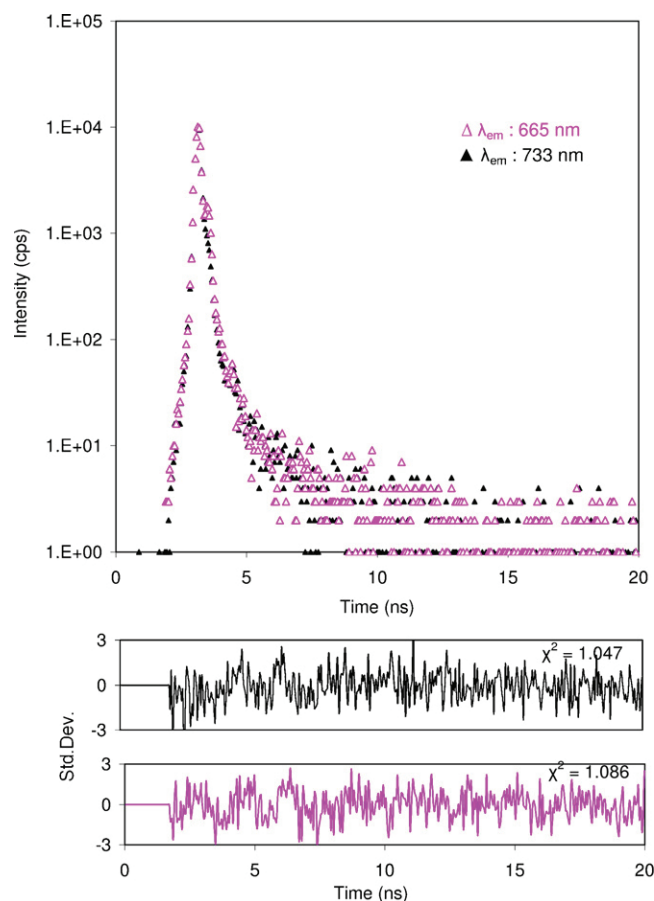 1.E+05
1.E+04
1.E+03
1.E+02
1.E+01
1.E+00
Intensity (cps)
△ λem : 665 nm
▲ λem : 733 nm
0 5 10 15 20
Time (ns)
3
0
-3
χ² = 1.047
Std.Dev.
3
0
-3
χ² = 1.086
0 5 10 15 20
Time (ns)